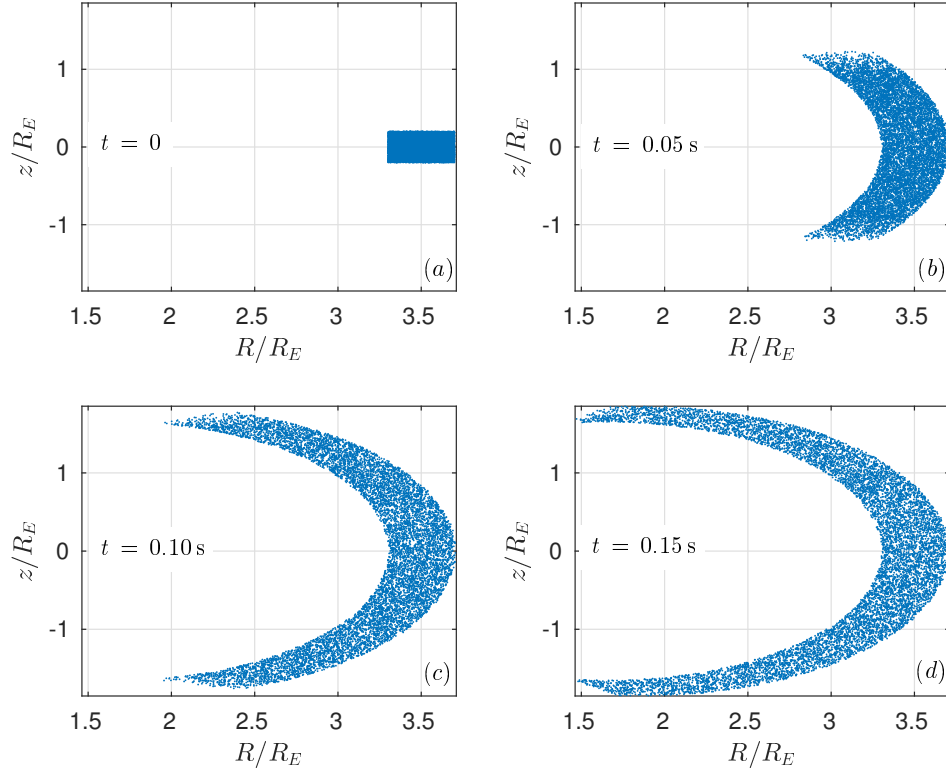 z/R_E
1
0
-1
t = 0
(a)
1.5 2 2.5 3 3.5
R/R_E
z/R_E
1
0
-1
t = 0.05 s
(b)
1.5 2 2.5 3 3.5
R/R_E
z/R_E
1
0
-1
t = 0.10 s
(c)
1.5 2 2.5 3 3.5
R/R_E
z/R_E
1
0
-1
t = 0.15 s
(d)
1.5 2 2.5 3 3.5
R/R_E